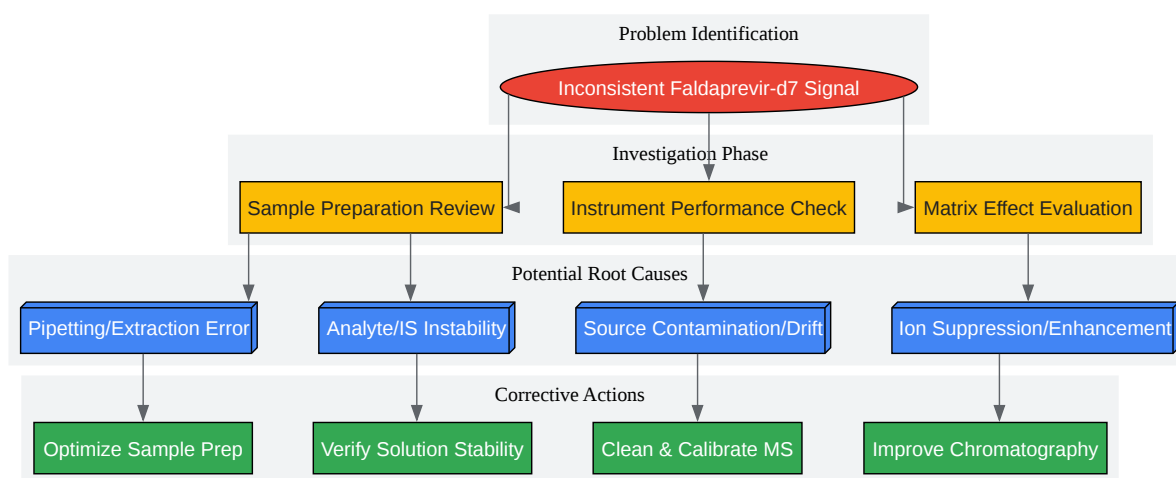 Problem Identification
Inconsistent Faldaprevir-d7 Signal
Investigation Phase
Sample Preparation Review
Instrument Performance Check
Matrix Effect Evaluation
Potential Root Causes
Pipetting/Extraction Error
Analyte/IS Instability
Source Contamination/Drift
Ion Suppression/Enhancement
Corrective Actions
Optimize Sample Prep
Verify Solution Stability
Clean & Calibrate MS
Improve Chromatography